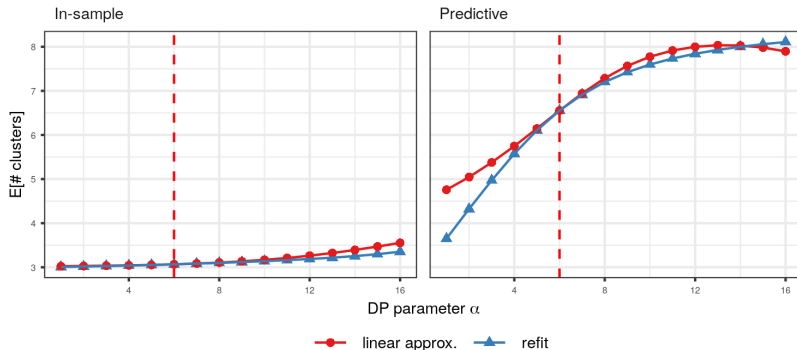 In-sample
Predictive
E[# clusters]
8
7
6
5
4
3
4 8 12 16
4 8 12 16
DP parameter α
linear approx. refit